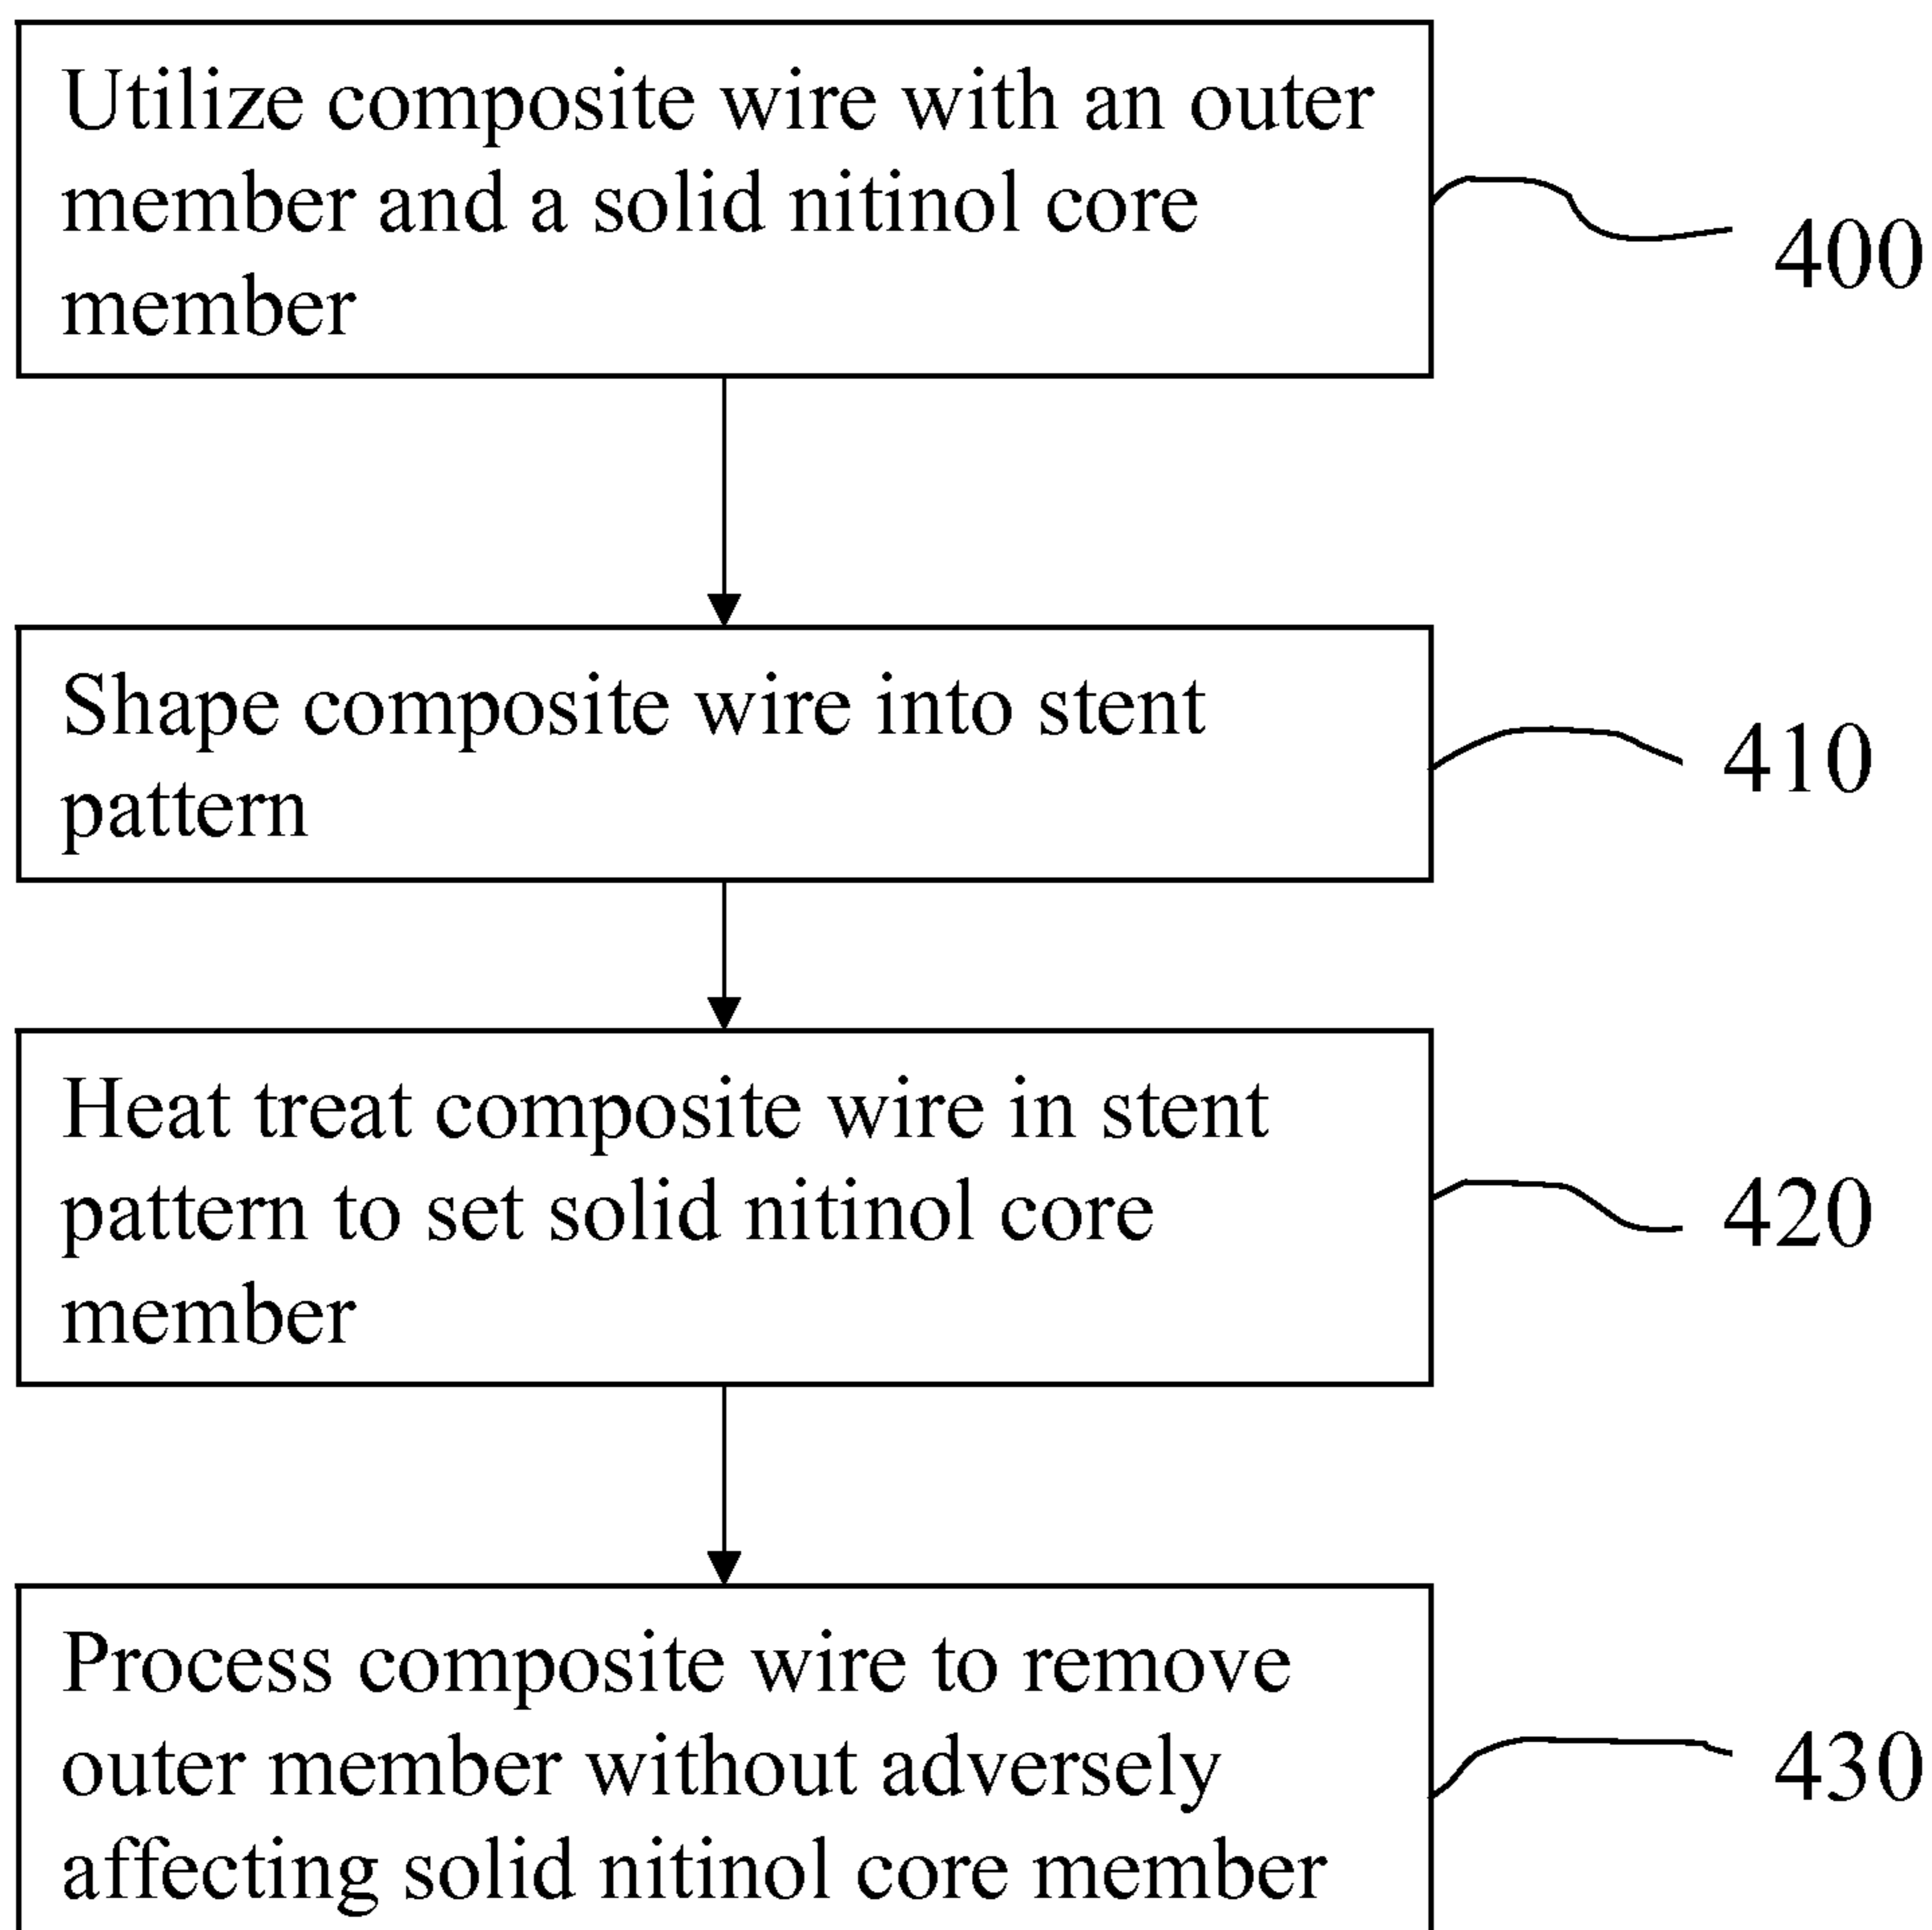 Utilize composite wire with an outer
member and a solid nitinol core
member
400
Shape composite wire into stent
pattern
410
Heat treat composite wire in stent
pattern to set solid nitinol core
member
420
Process composite wire to remove
outer member without adversely
affecting solid nitinol core member
430